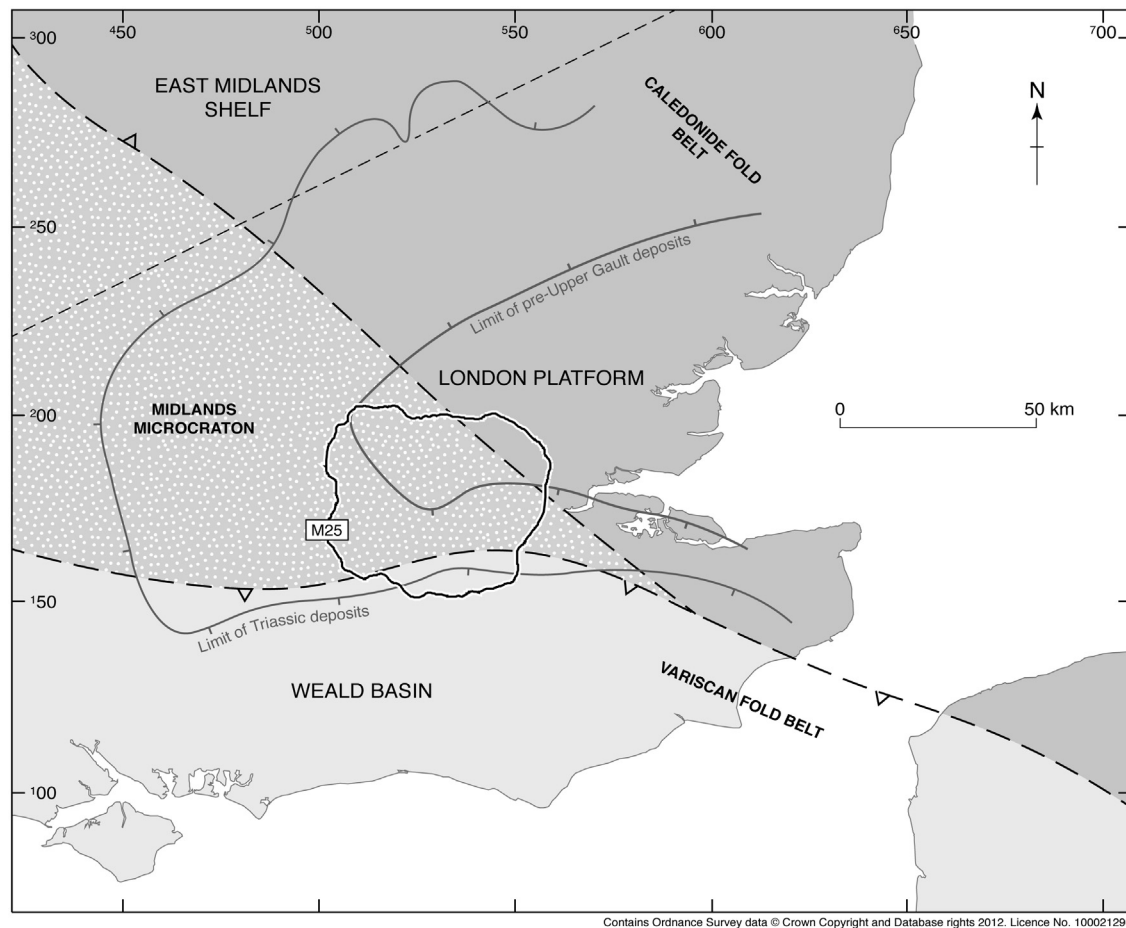 ⁴50
500
550
600
650
700
300
EAST MIDLANDS
SHELF
CALEDONIDE FOLD
BELT
N
250
Limit of pre-Upper Gault deposits
LONDON PLATFORM
200
MIDLANDS
MICROCRATON
0
50 km
M25
150
Limit of Triassic deposits
WEALD BASIN
VARISCAN FOLD BELT
100
Contains Ordnance Survey data © Crown Copyright and Database rights 2012. Licence No. 10002129